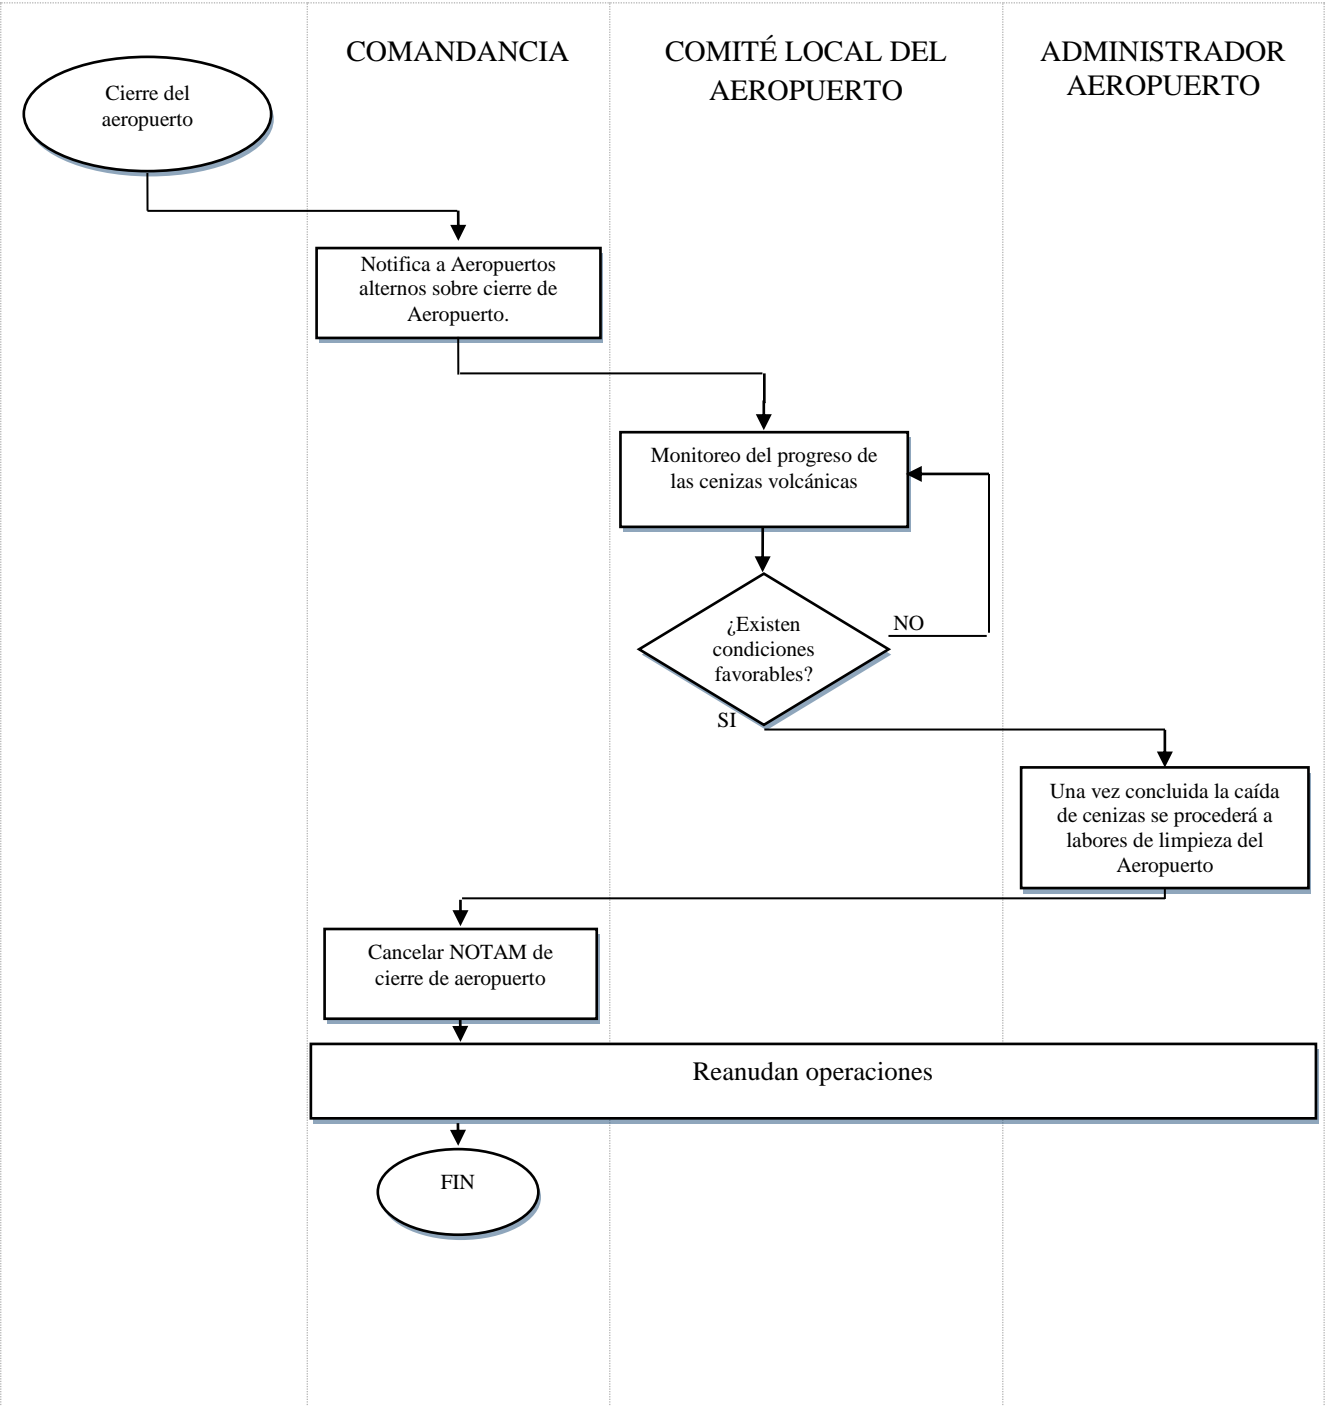 COMANDANCIA
COMITÉ LOCAL DEL
AEROPUERTO
ADMINISTRADOR
AEROPUERTO
Cierre del
aeropuerto
Notifica a Aeropuertos
alternos sobre cierre de
Aeropuerto.
Monitoreo del progreso de
las cenizas volcánicas
¿Existen
condiciones
favorables?
NO
SI
Una vez concluida la caída
de cenizas se procederá a
labores de limpieza del
Aeropuerto
Cancelar NOTAM de
cierre de aeropuerto
Reanudan operaciones
FIN